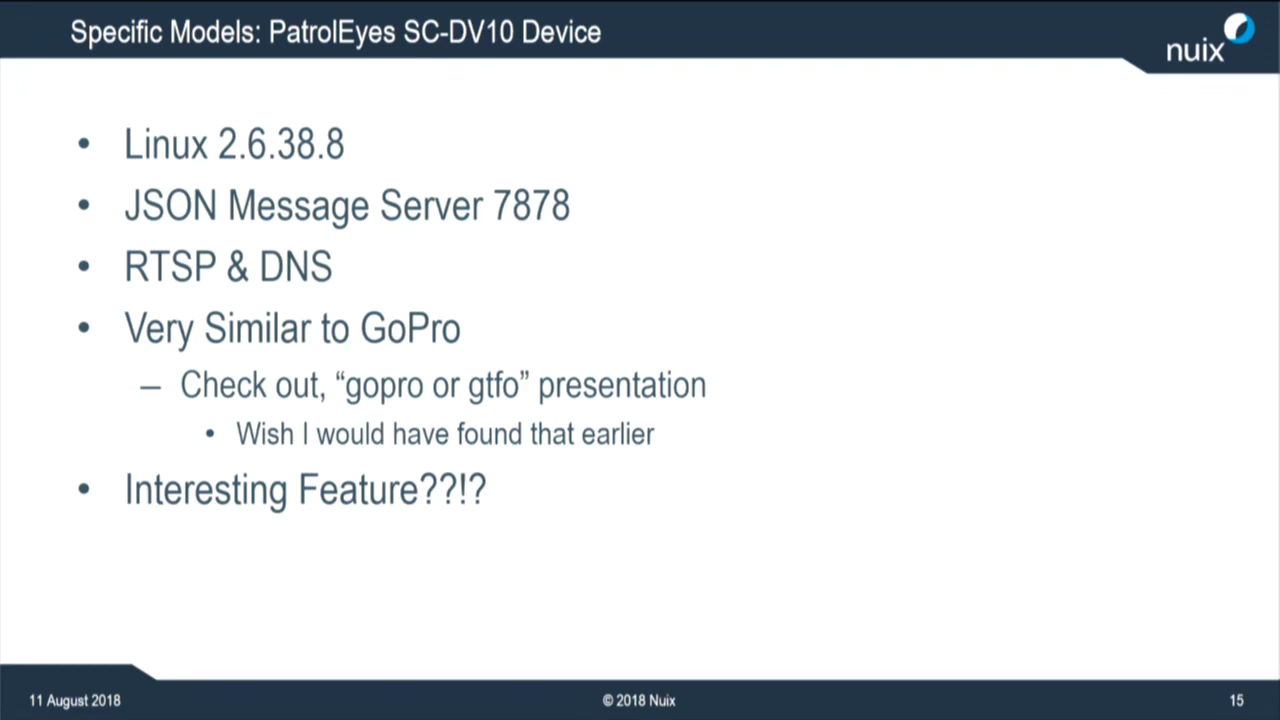 Specific Models: PatrolEyes SC-DV10 Device
nuix
• Linux 2.6.38.8
• JSON Message Server 7878
• RTSP & DNS
• Very Similar to GoPro
– Check out, “gopro or gtfo” presentation
• Wish I would have found that earlier
• Interesting Feature??!?
11 August 2018
© 2018 Nuix
15